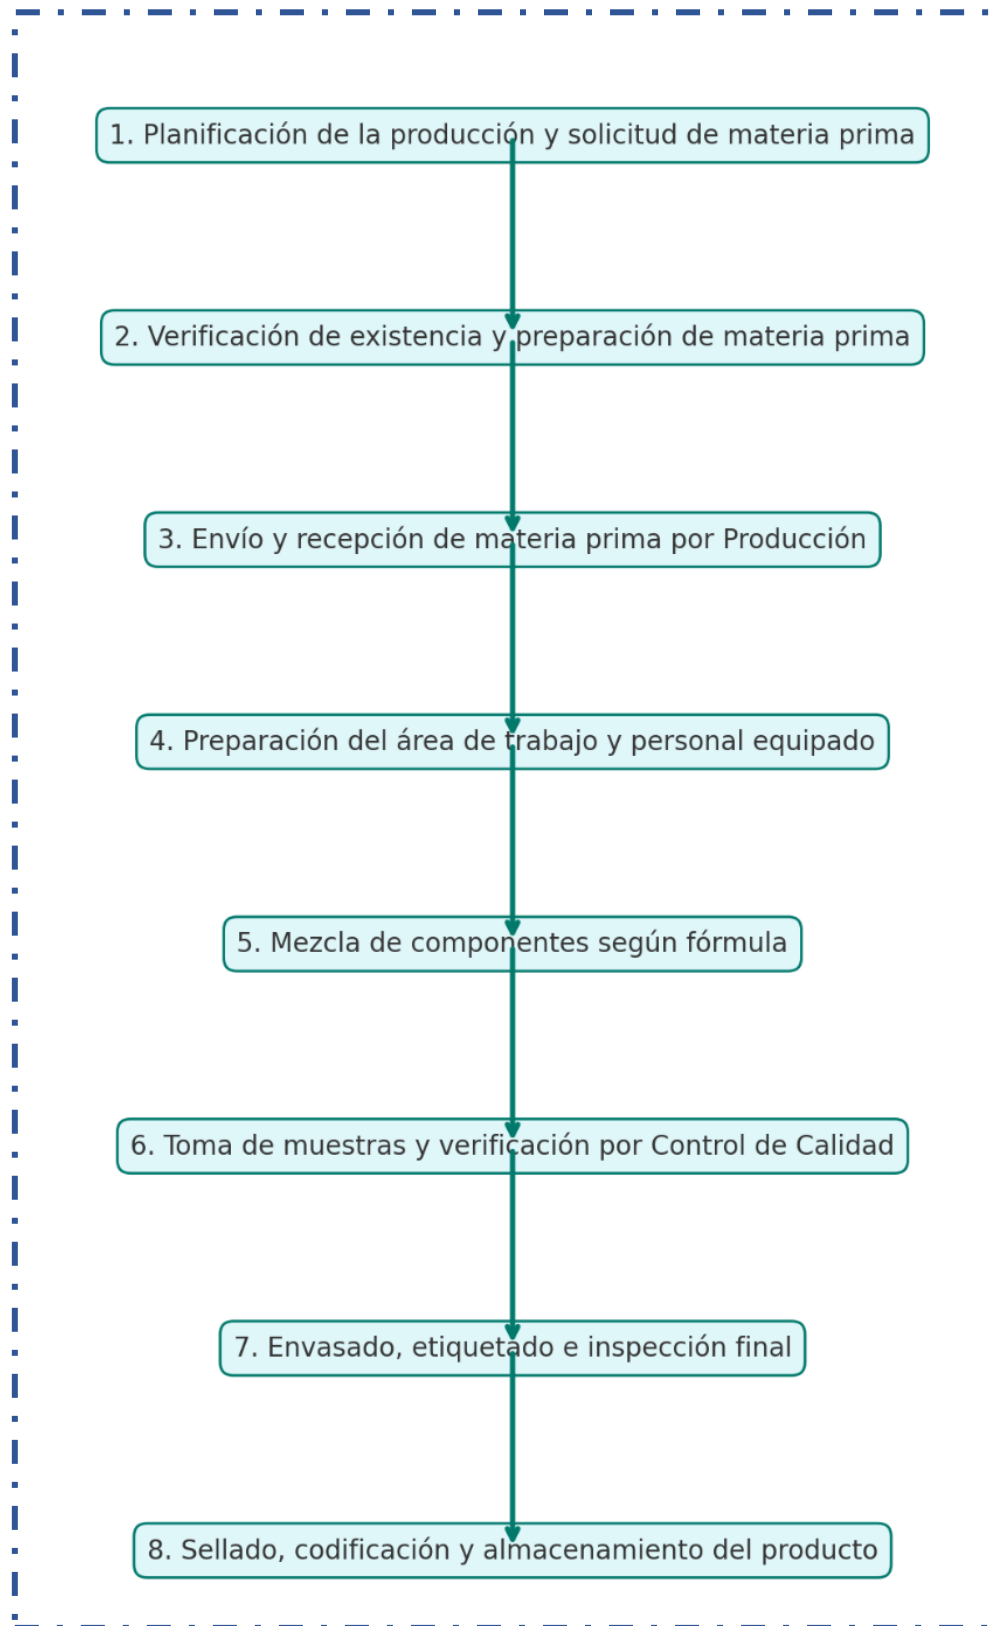 1. Planificación de la producción y solicitud de materia prima
2. Verificación de existencia y preparación de materia prima
3. Envío y recepción de materia prima por Producción
4. Preparación del área de trabajo y personal equipado
5. Mezcla de componentes según fórmula
6. Toma de muestras y verificación por Control de Calidad
7. Envasado, etiquetado e inspección final
8. Sellado, codificación y almacenamiento del producto